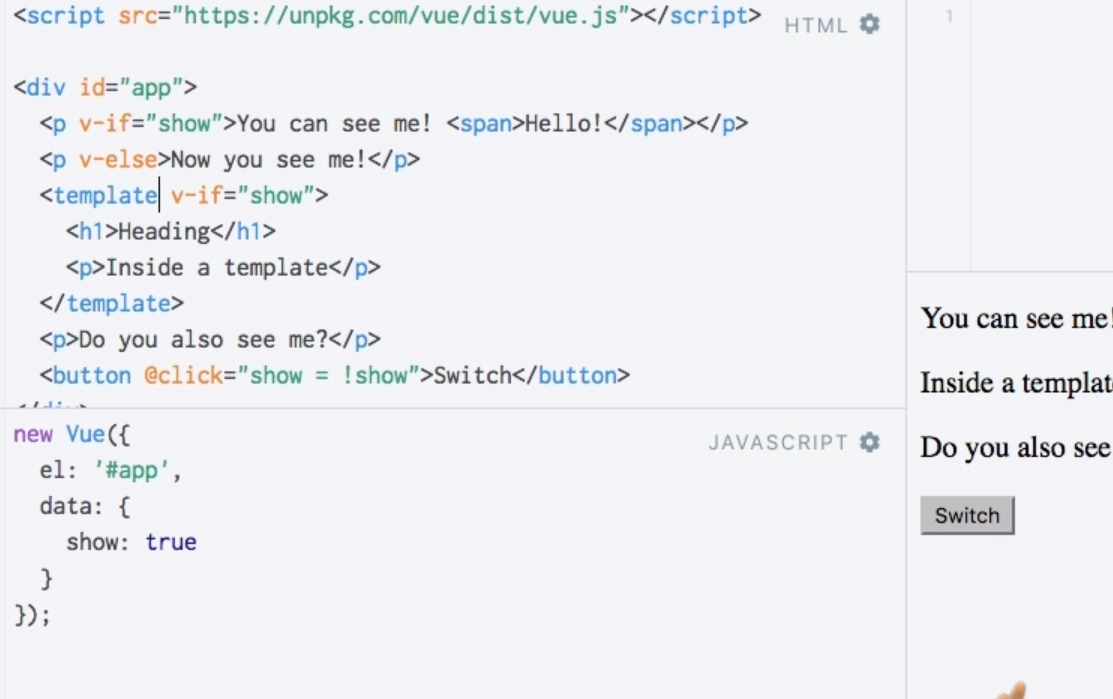 <script src="https://unpkg.com/vue/dist/vue.js"></script>
HTML
<div id="app">
  <p v-if="show">You can see me! <span>Hello!</span></p>
  <p v-else>Now you see me!</p>
  <template v-if="show">
    <h1>Heading</h1>
    <p>Inside a template</p>
  </template>
  <p>Do you also see me?</p>
  <button @click="show = !show">Switch</button>
</div>
JAVASCRIPT
new Vue({
  el: '#app',
  data: {
    show: true
  }
});
1
You can see me!
Inside a templat
Do you also see
Switch